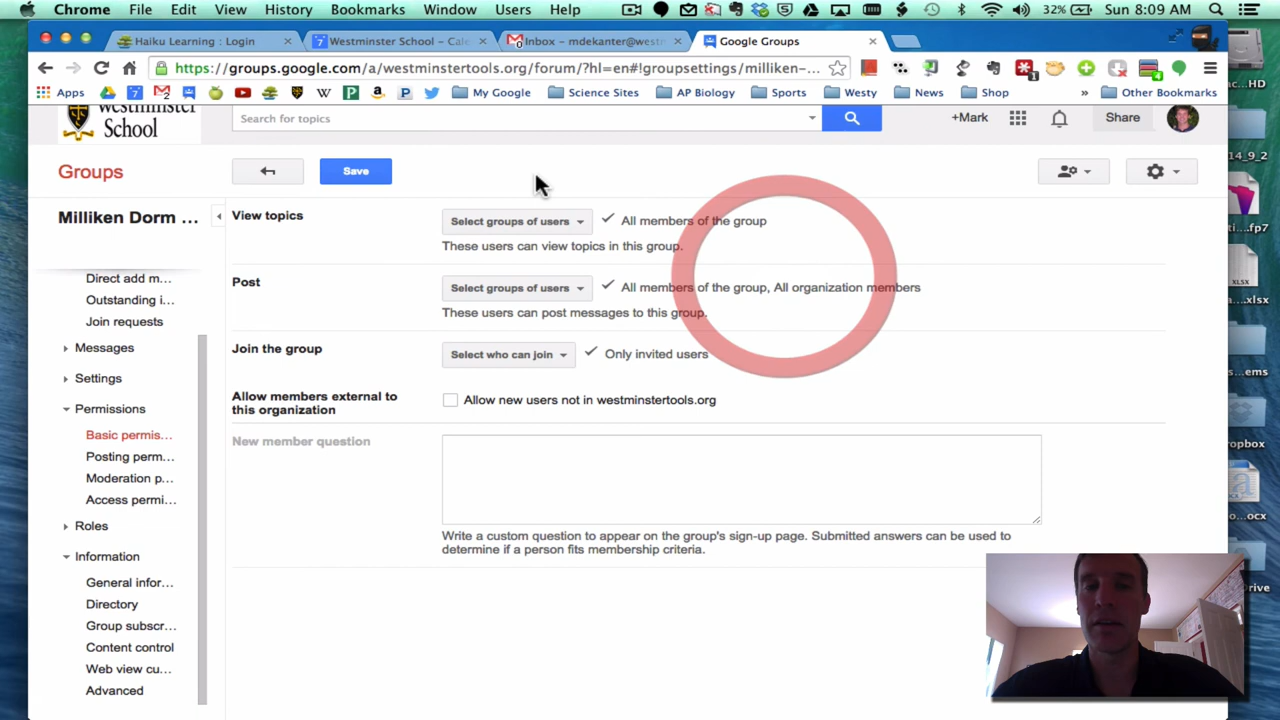 Chrome File Edit View History Bookmarks Window Users Help 32% Sun 8:09 AM
Haiku Learning : Login
Westminster School - Cale
Inbox - mdekanter@westm
Google Groups
https://groups.google.com/a/westminstertools.org/forum/?hl=en#!groupsettings/milliken-...
Apps My Google Science Sites AP Biology Sports Westy News Shop » Other Bookmarks
Westminster
School
Search for topics
+Mark
Share
Groups
Save
Milliken Dorm ...
View topics
Select groups of users
All members of the group
These users can view topics in this group.
Direct add m...
Outstanding i...
Join requests
Post
Select groups of users
All members of the group, All organization members
These users can post messages to this group.
Messages
Settings
Permissions
Basic permis...
Posting perm...
Moderation p...
Access permi...
Roles
Information
General infor...
Directory
Group subscr...
Content control
Web view cu...
Advanced
Join the group
Select who can join
Only invited users
Allow members external to
this organization
Allow new users not in westminstertools.org
New member question
Write a custom question to appear on the group's sign-up page. Submitted answers can be used to
determine if a person fits membership criteria.
14_9_2
.fp7
XLSX
.xlsx
ropbox